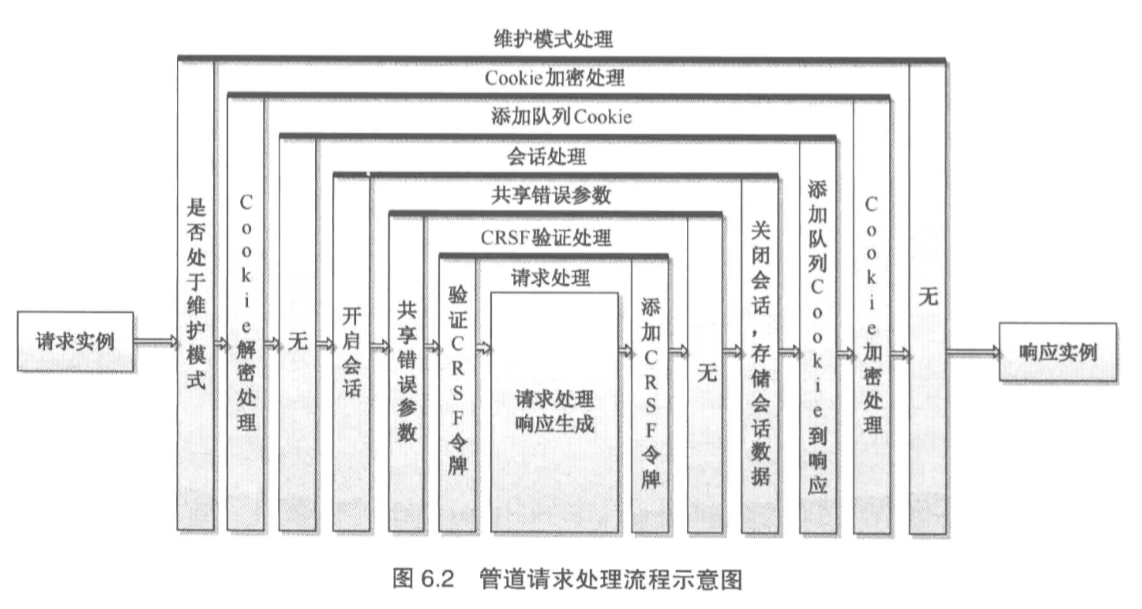 维护模式处理
Cookie加密处理
添加队列Cookie
会话处理
共享错误参数
CRSF验证处理
请求处理
请求实例
是否处于维护模式
Cookie解密处理
无
开启会话
共享错误参数
验证CRSF令牌
请求处理
响应生成
添加CRSF令牌
无
关闭会话，存储会话数据
添加队列Cookie到响应
Cookie加密处理
无
响应实例
图 6.2 管道请求处理流程示意图